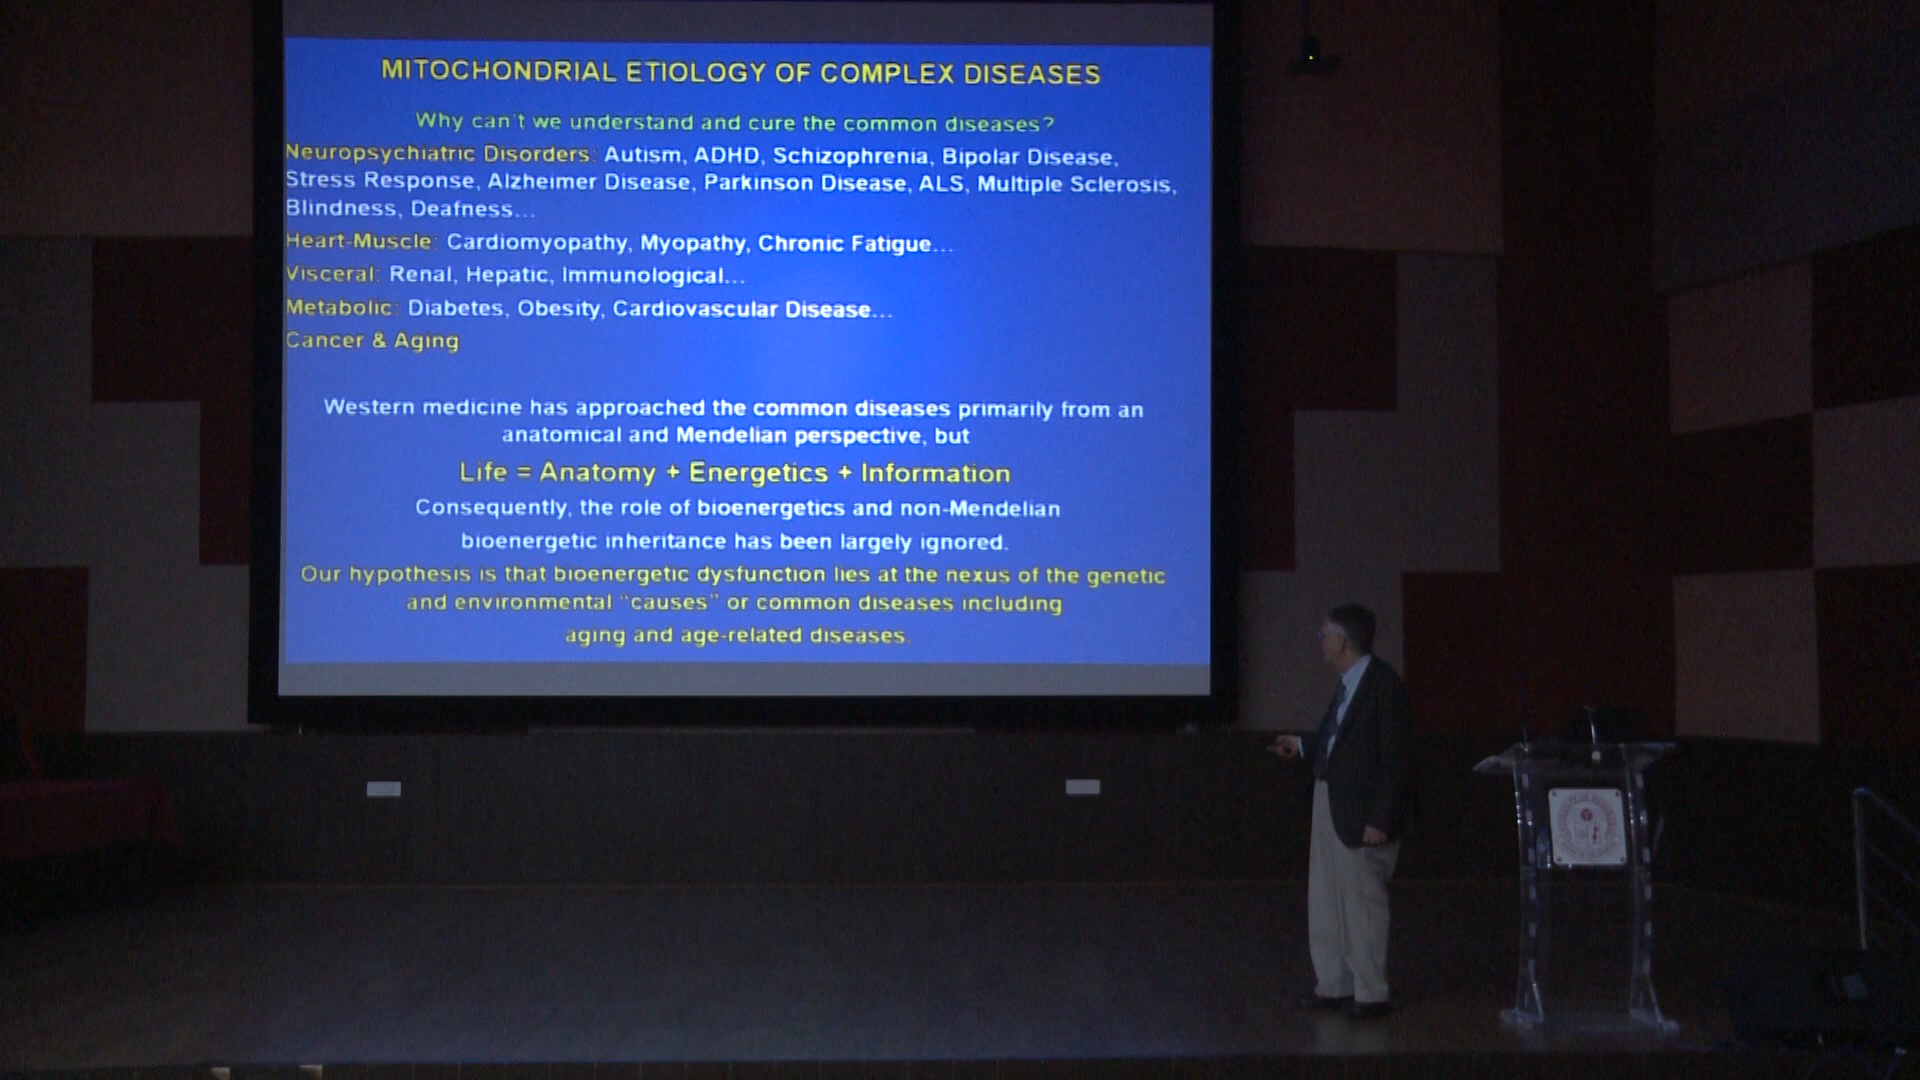 MITOCHONDRIAL ETIOLOGY OF COMPLEX DISEASES
Why can't we understand and cure the common diseases?
Neuropsychiatric Disorders: Autism, ADHD, Schizophrenia, Bipolar Disease,
Stress Response, Alzheimer Disease, Parkinson Disease, ALS, Multiple Sclerosis,
Blindness, Deafness...
Heart-Muscle: Cardiomyopathy, Myopathy, Chronic Fatigue...
Visceral: Renal, Hepatic, Immunological...
Metabolic: Diabetes, Obesity, Cardiovascular Disease...
Cancer & Aging
Western medicine has approached the common diseases primarily from an
anatomical and Mendelian perspective, but
Life = Anatomy + Energetics + Information
Consequently, the role of bioenergetics and non-Mendelian
bioenergetic inheritance has been largely ignored.
Our hypothesis is that bioenergetic dysfunction lies at the nexus of the genetic
and environmental “causes” or common diseases including
aging and age-related diseases.